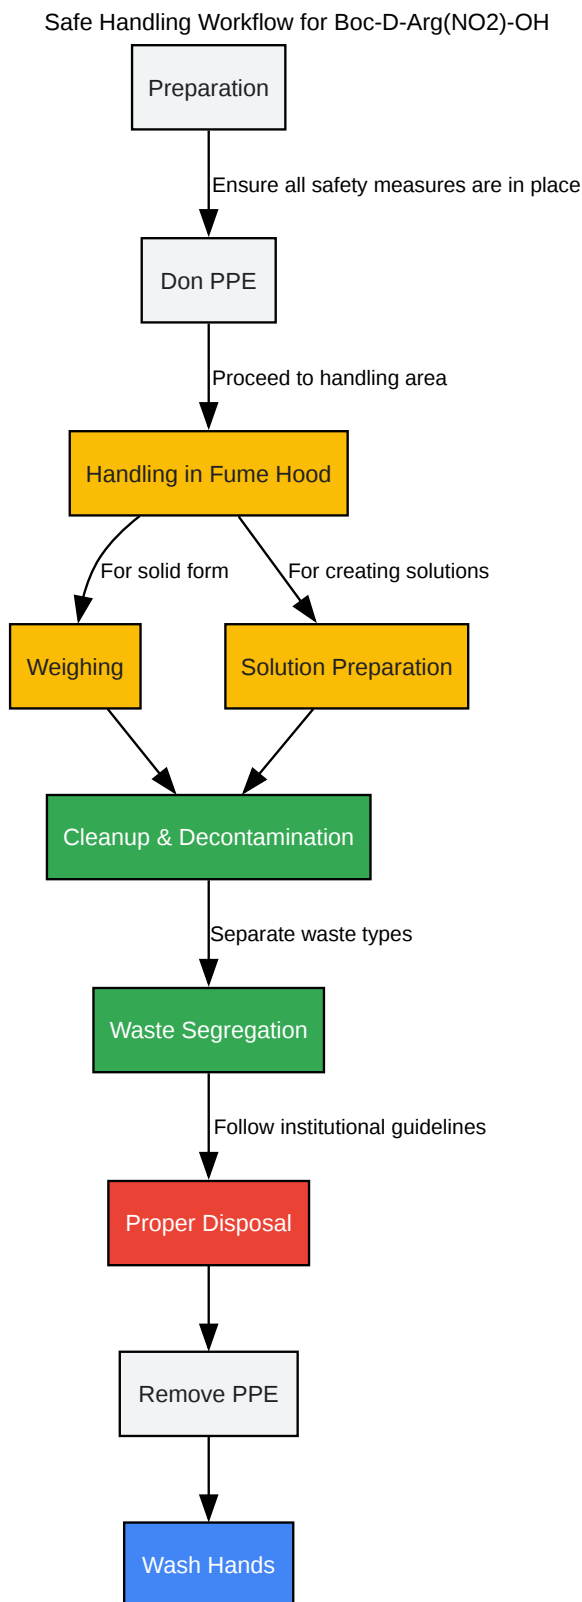 Safe Handling Workflow for Boc-D-Arg(NO2)-OH
Preparation
Ensure all safety measures are in place
Don PPE
Proceed to handling area
Handling in Fume Hood
For solid form
For creating solutions
Weighing
Solution Preparation
Cleanup & Decontamination
Separate waste types
Waste Segregation
Follow institutional guidelines
Proper Disposal
Remove PPE
Wash Hands